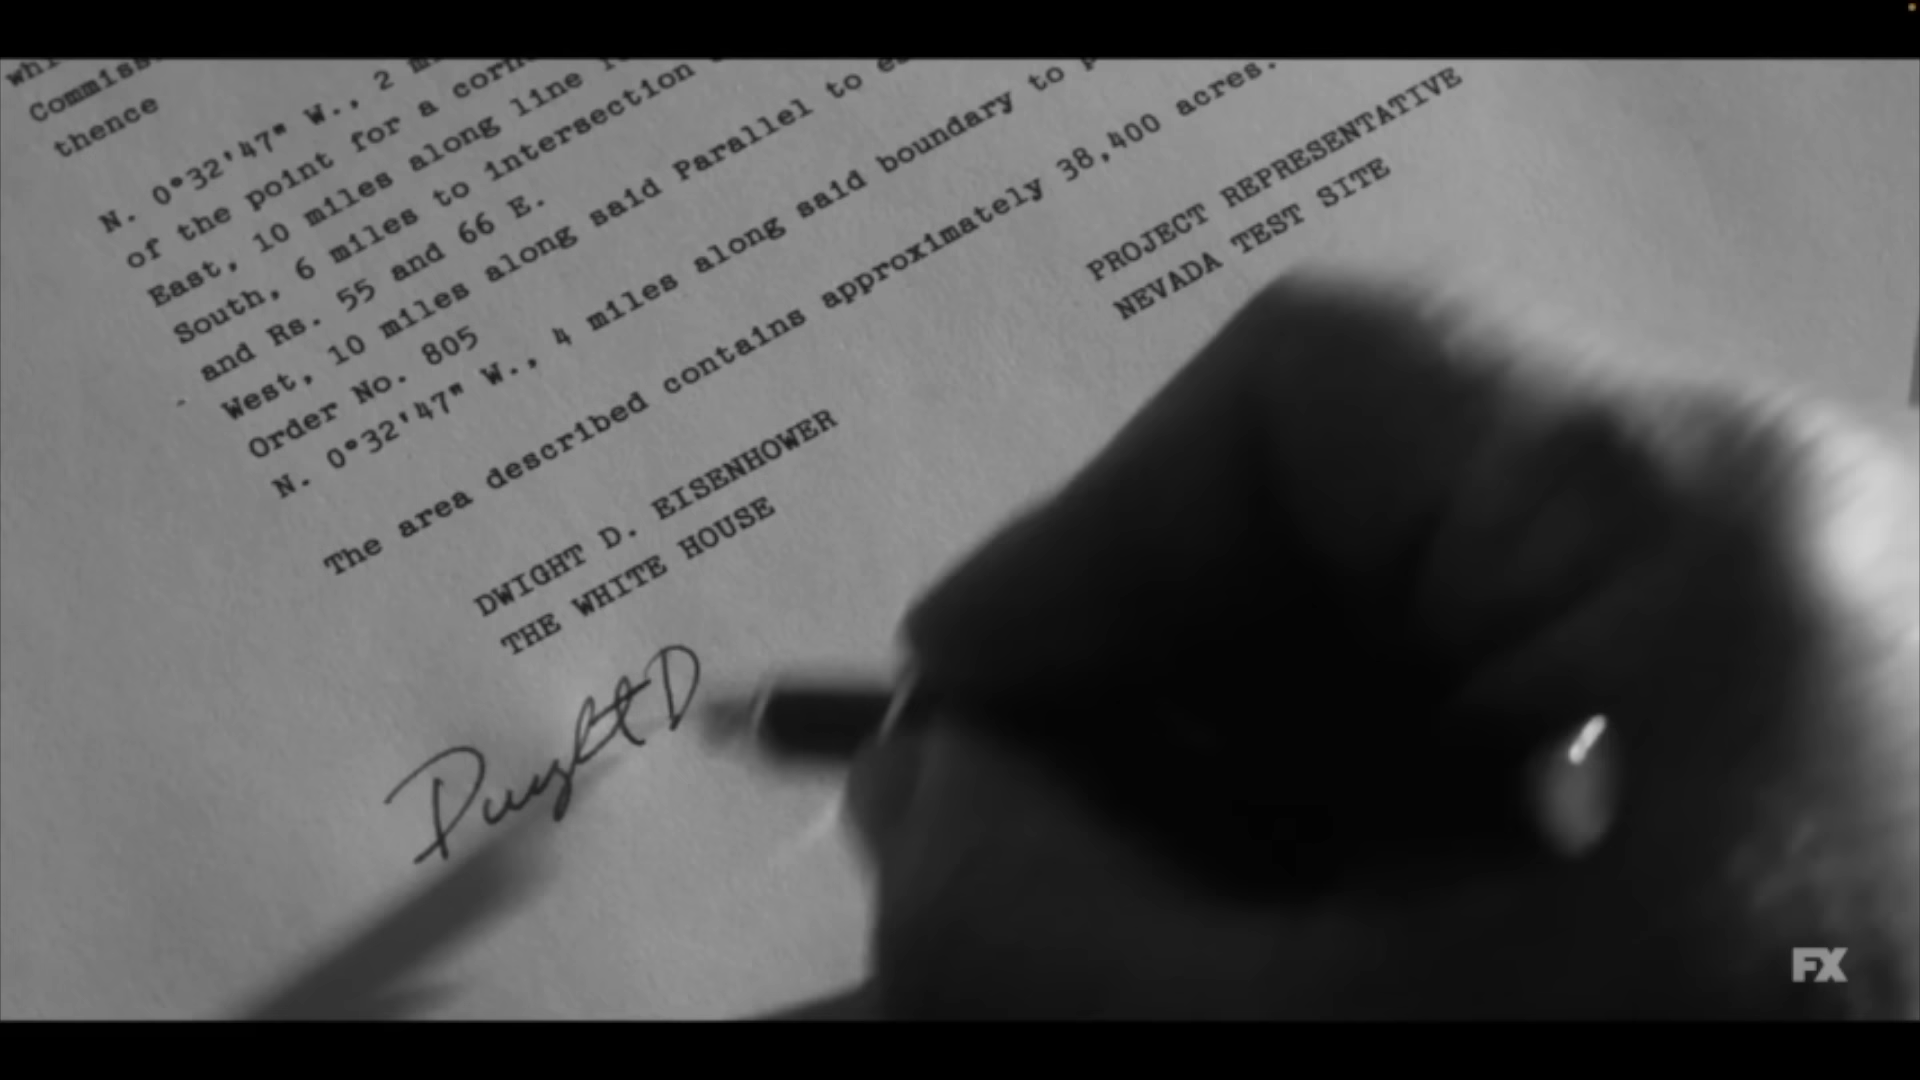 Commiss
thence
N. 0°32'47" W., 2
of the point for a corn
East, 10 miles along line
South, 6 miles to intersection
and Rs. 55 and 66 E.
West, 10 miles along said Parallel to
Order No. 805
N. 0°32'47" W., 4 miles along said boundary to
The area described contains approximately 38,400 acres.
DWIGHT D. EISENHOWER
THE WHITE HOUSE
PROJECT REPRESENTATIVE
NEVADA TEST SITE
Dwight D
FX